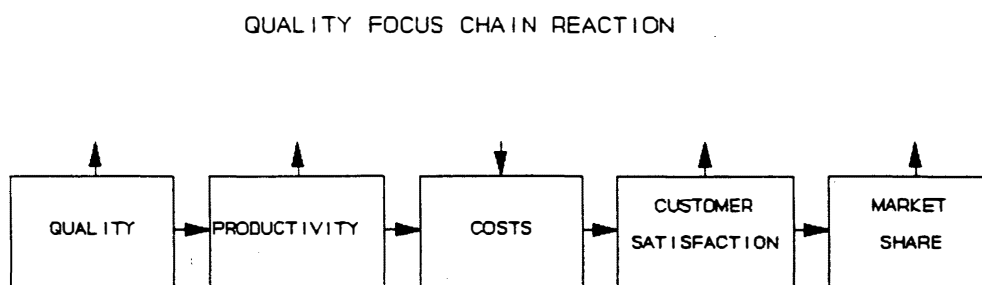 QUALITY FOCUS CHAIN REACTION
QUALITY
PRODUCTIVITY
COSTS
CUSTOMER
SATISFACTION
MARKET
SHARE